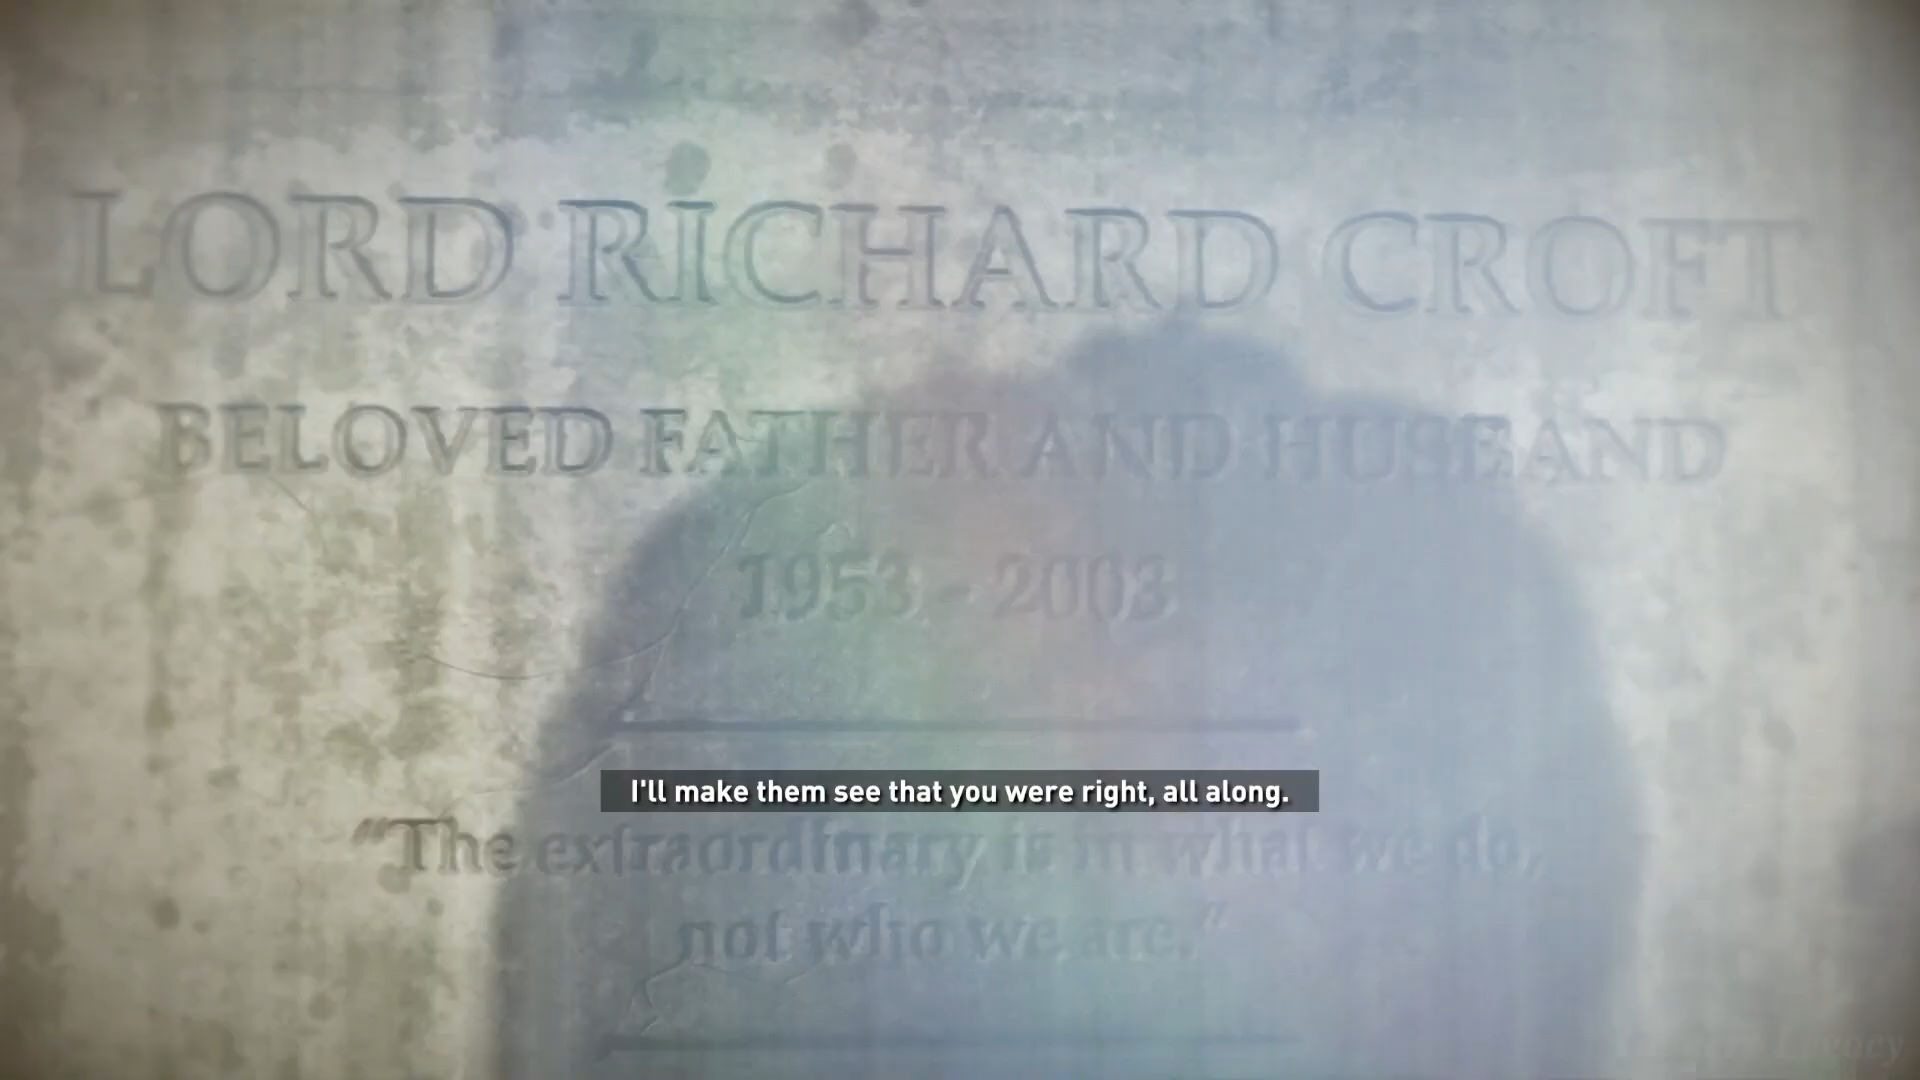 LORD RICHARD CROFT
BELOVED FATHER AND HUSBAND
1953 - 2003
I'll make them see that you were right, all along.
"The extraordinary is in what we do,
not who we are."
Legacy